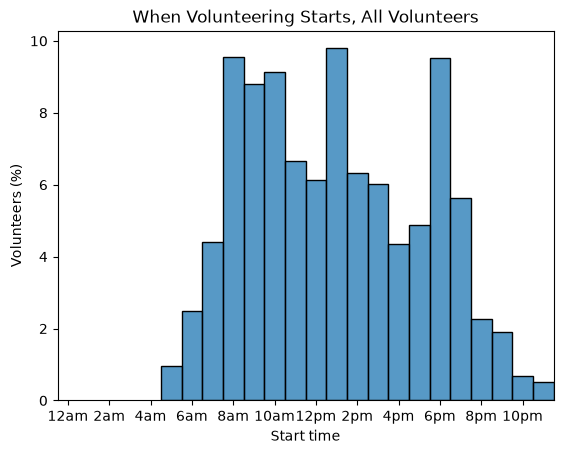 When Volunteering Starts, All Volunteers
10
8
6
4
2
0
Volunteers (%)
12am 2am 4am 6am 8am 10am 12pm 2pm 4pm 6pm 8pm 10pm
Start time